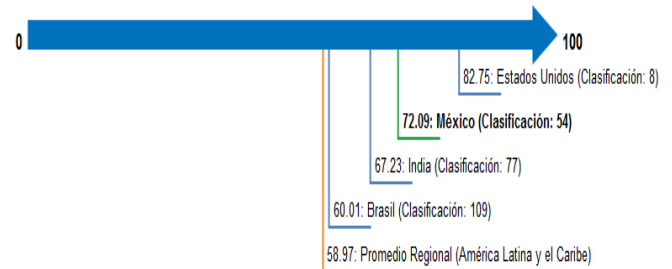 0
100
82.75: Estados Unidos (Clasificación: 8)
72.09: México (Clasificación: 54)
67.23: India (Clasificación: 77)
60.01: Brasil (Clasificación: 109)
58.97: Promedio Regional (América Latina y el Caribe)